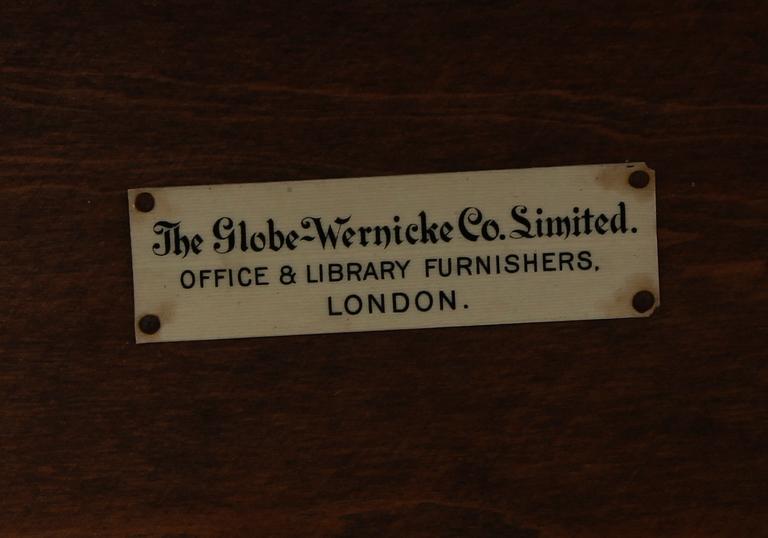 The Globe-Wernicke Co. Limited.
OFFICE & LIBRARY FURNISHERS,
LONDON.